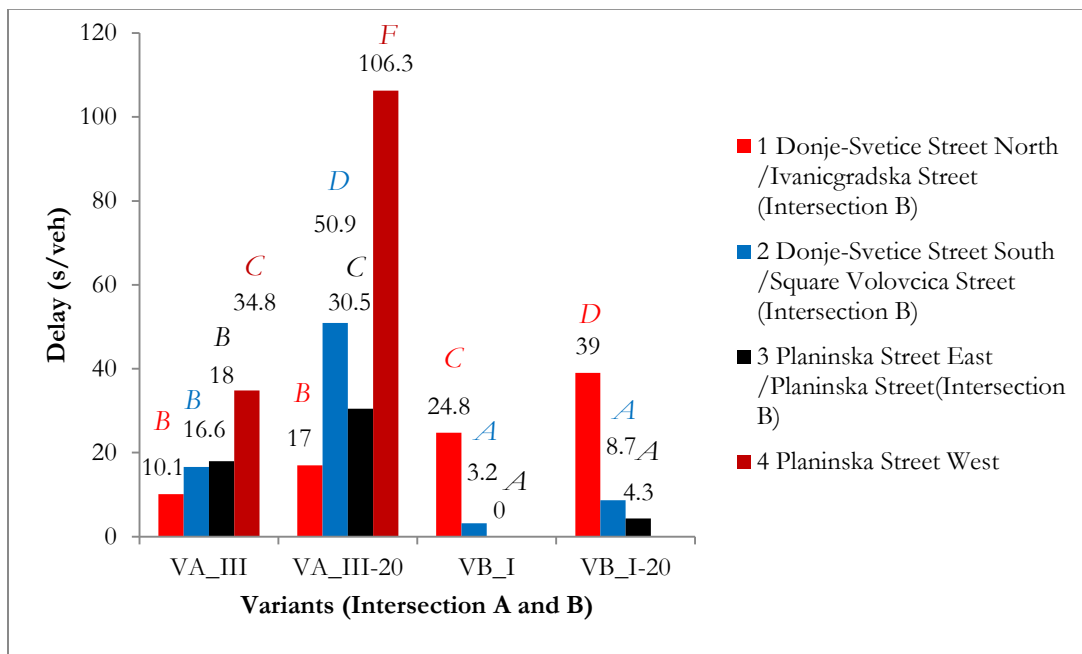 120
100
80
60
40
20
0
Delay (s/veh)
B
10.1
B
16.6
B
18
C
34.8
B
17
D
50.9
C
30.5
F
106.3
C
24.8
A
3.2
A
0
D
39
A
8.7
A
4.3
VA_III
VA_III-20
VB_I
VB_I-20
Variants (Intersection A and B)
1 Donje-Svetice Street North
/Ivanicgradska Street
(Intersection B)
2 Donje-Svetice Street South
/Square Volovcica Street
(Intersection B)
3 Planinska Street East
/Planinska Street(Intersection
B)
4 Planinska Street West